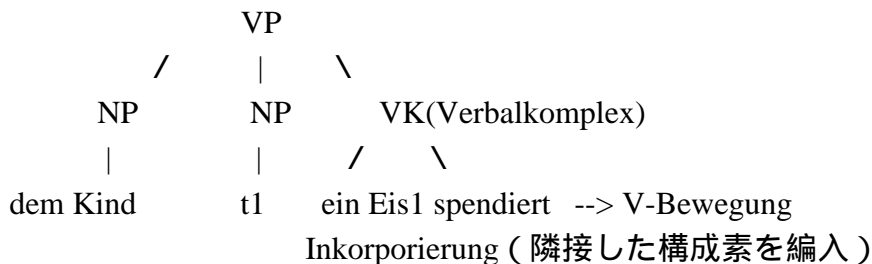 VP
/ | \
NP NP VK(Verbalkomplex)
| | / \
dem Kind t1 ein Eis1 spendiert --> V-Bewegung
Inkorporierung（隣接した構成素を編入）